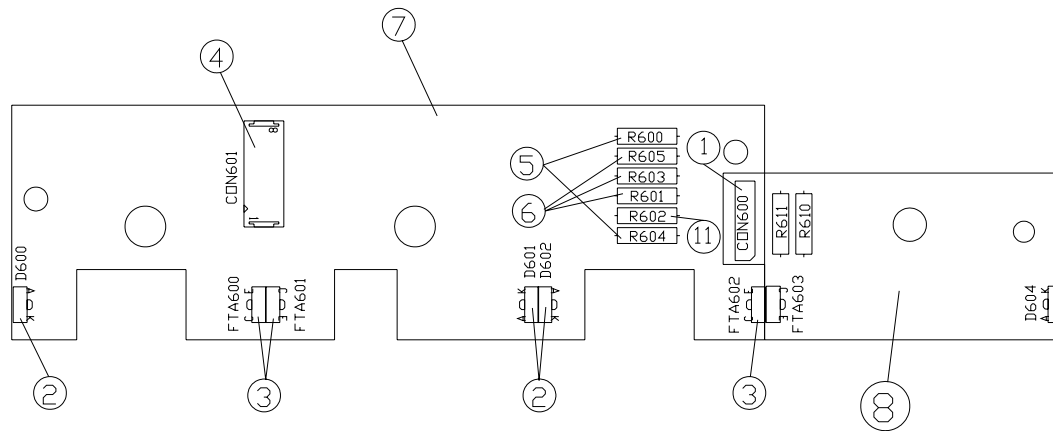 7
4
8
CON601
1
R600
R605
R603
R601
R602
R604
5
6
1
11
CON600
R611
R610
D600
A
K
FTA600
E
C
FTA601
C
E
D601
D602
K
A
A
K
FTA602
E
C
FTA603
C
E
D604
K
A
2
3
2
3
8